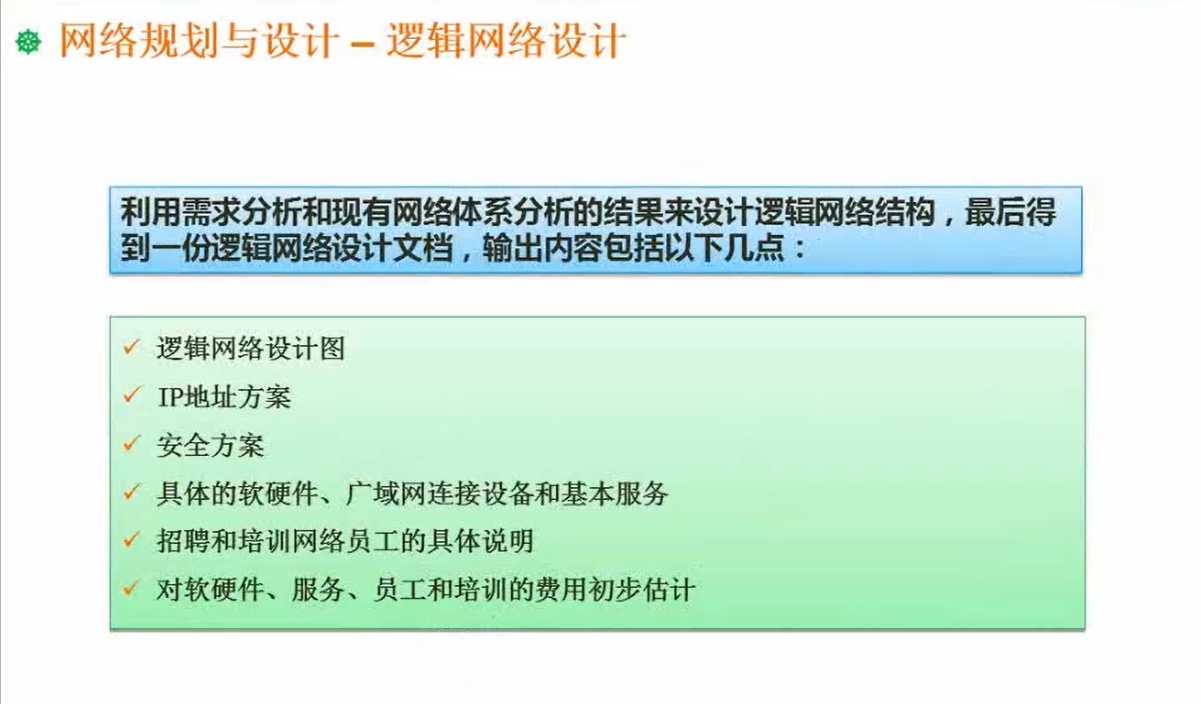 网络规划与设计 – 逻辑网络设计
利用需求分析和现有网络体系分析的结果来设计逻辑网络结构，最后得
到一份逻辑网络设计文档，输出内容包括以下几点：
逻辑网络设计图
IP地址方案
安全方案
具体的软硬件、广域网连接设备和基本服务
招聘和培训网络员工的具体说明
对软硬件、服务、员工和培训的费用初步估计